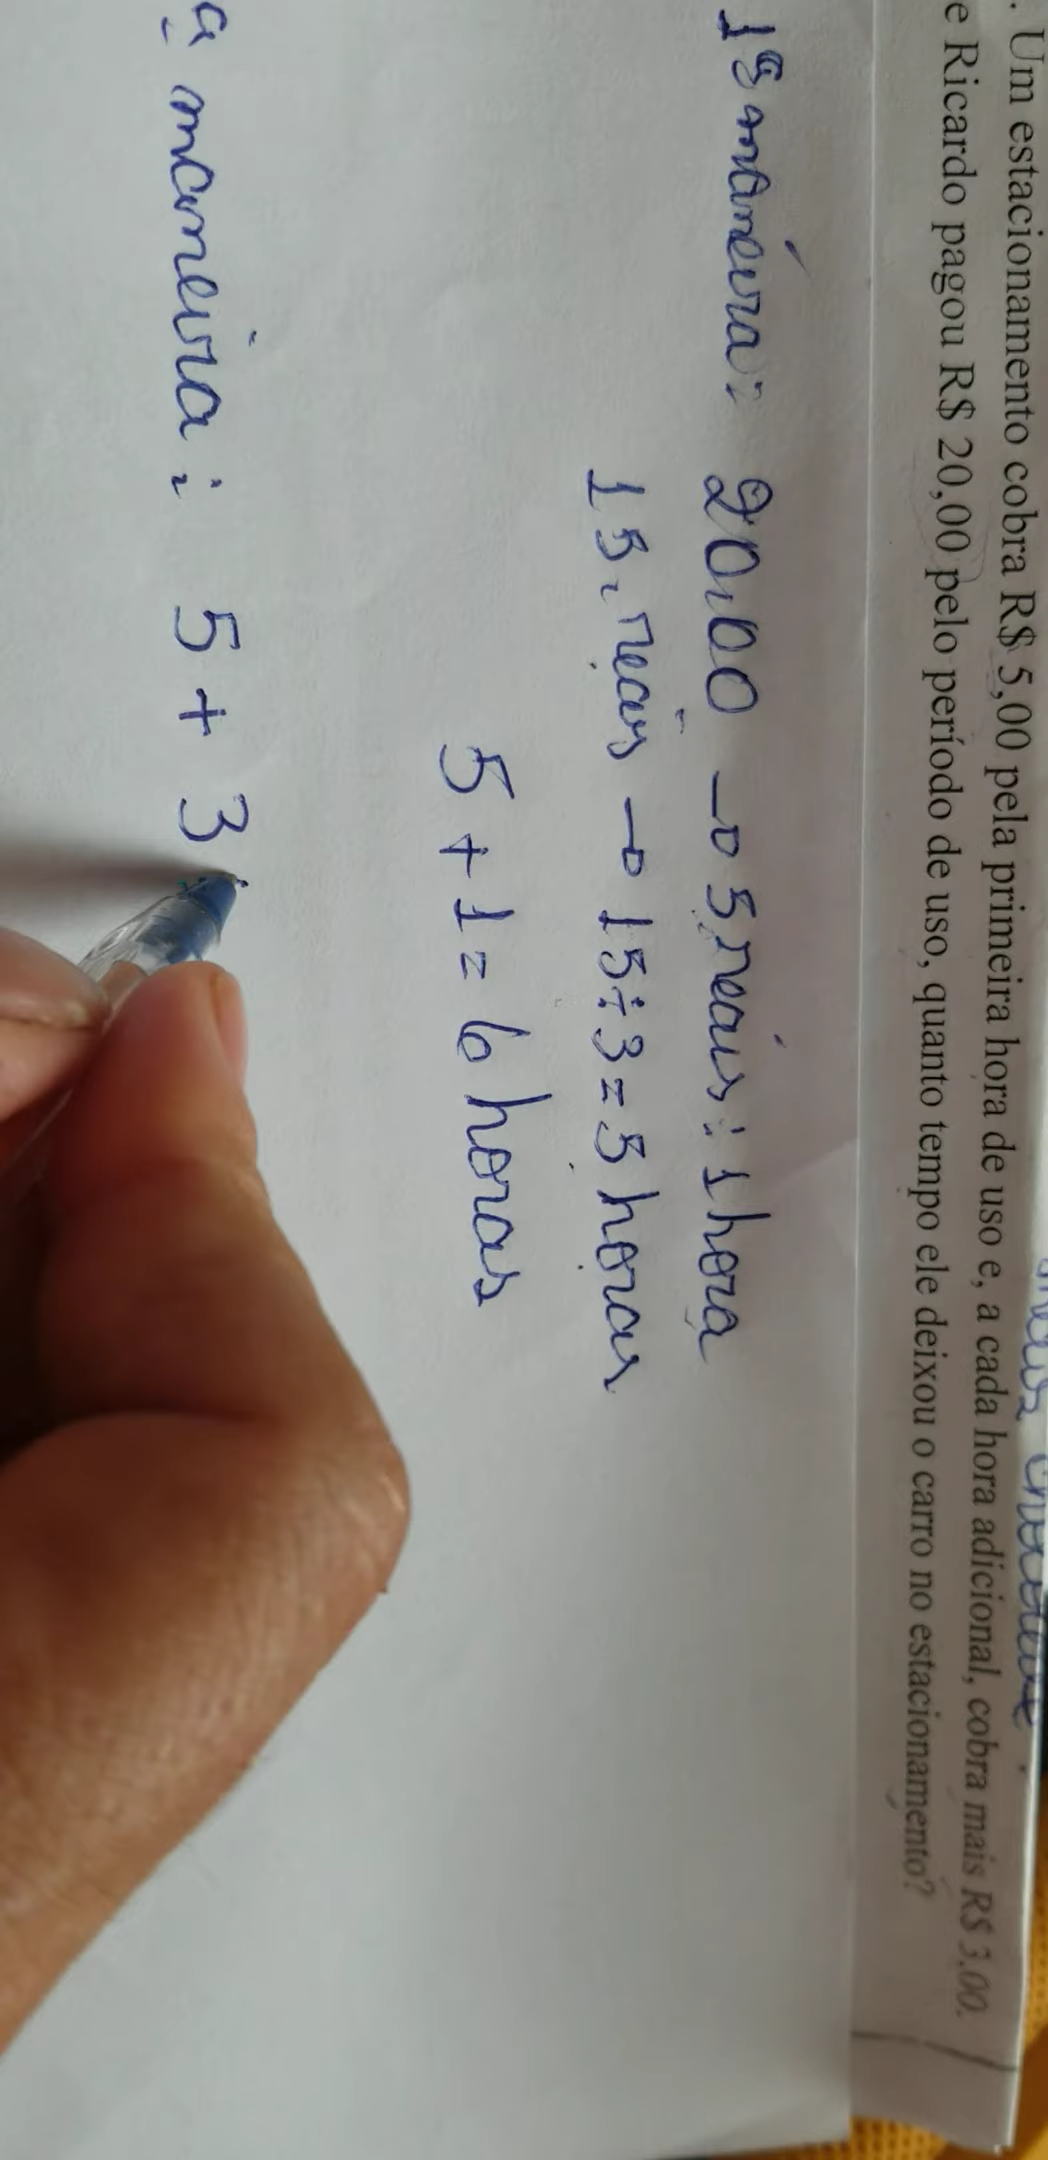 . Um estacionamento cobra R$ 5,00 pela primeira hora de uso e, a cada hora adicional, cobra mais R$ 3,00.
e Ricardo pagou R$ 20,00 pelo período de uso, quanto tempo ele deixou o carro no estacionamento?
1ª maneira: 20,00 → 5 reais : 1 hora
15, reais → 15 ÷ 3 = 5 horas
5 + 1 = 6 horas
ª maneira : 5 + 3